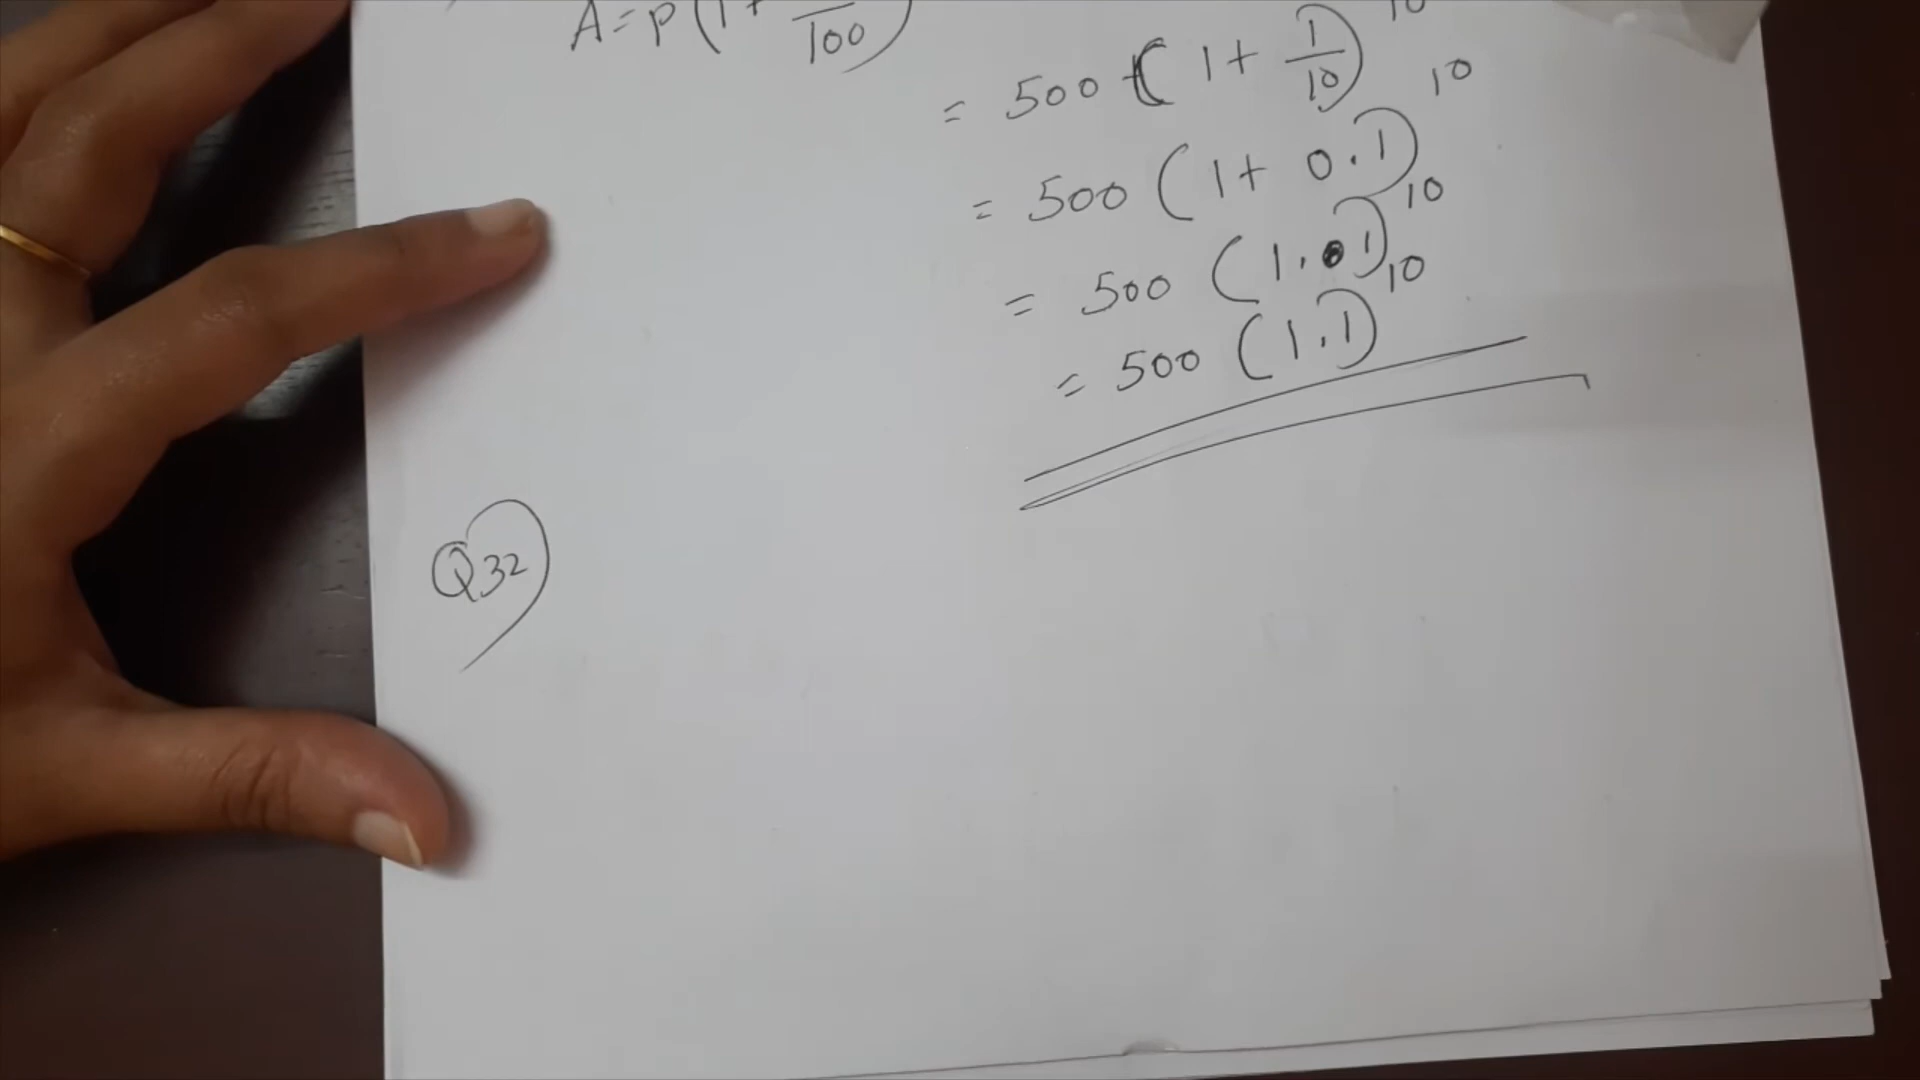 A = P(1+ /100)
= 500 (1 + 1/10)^10
= 500 (1 + 0.1)^10
= 500 (1.01)^10
= 500 (1.1)^10
Q32)